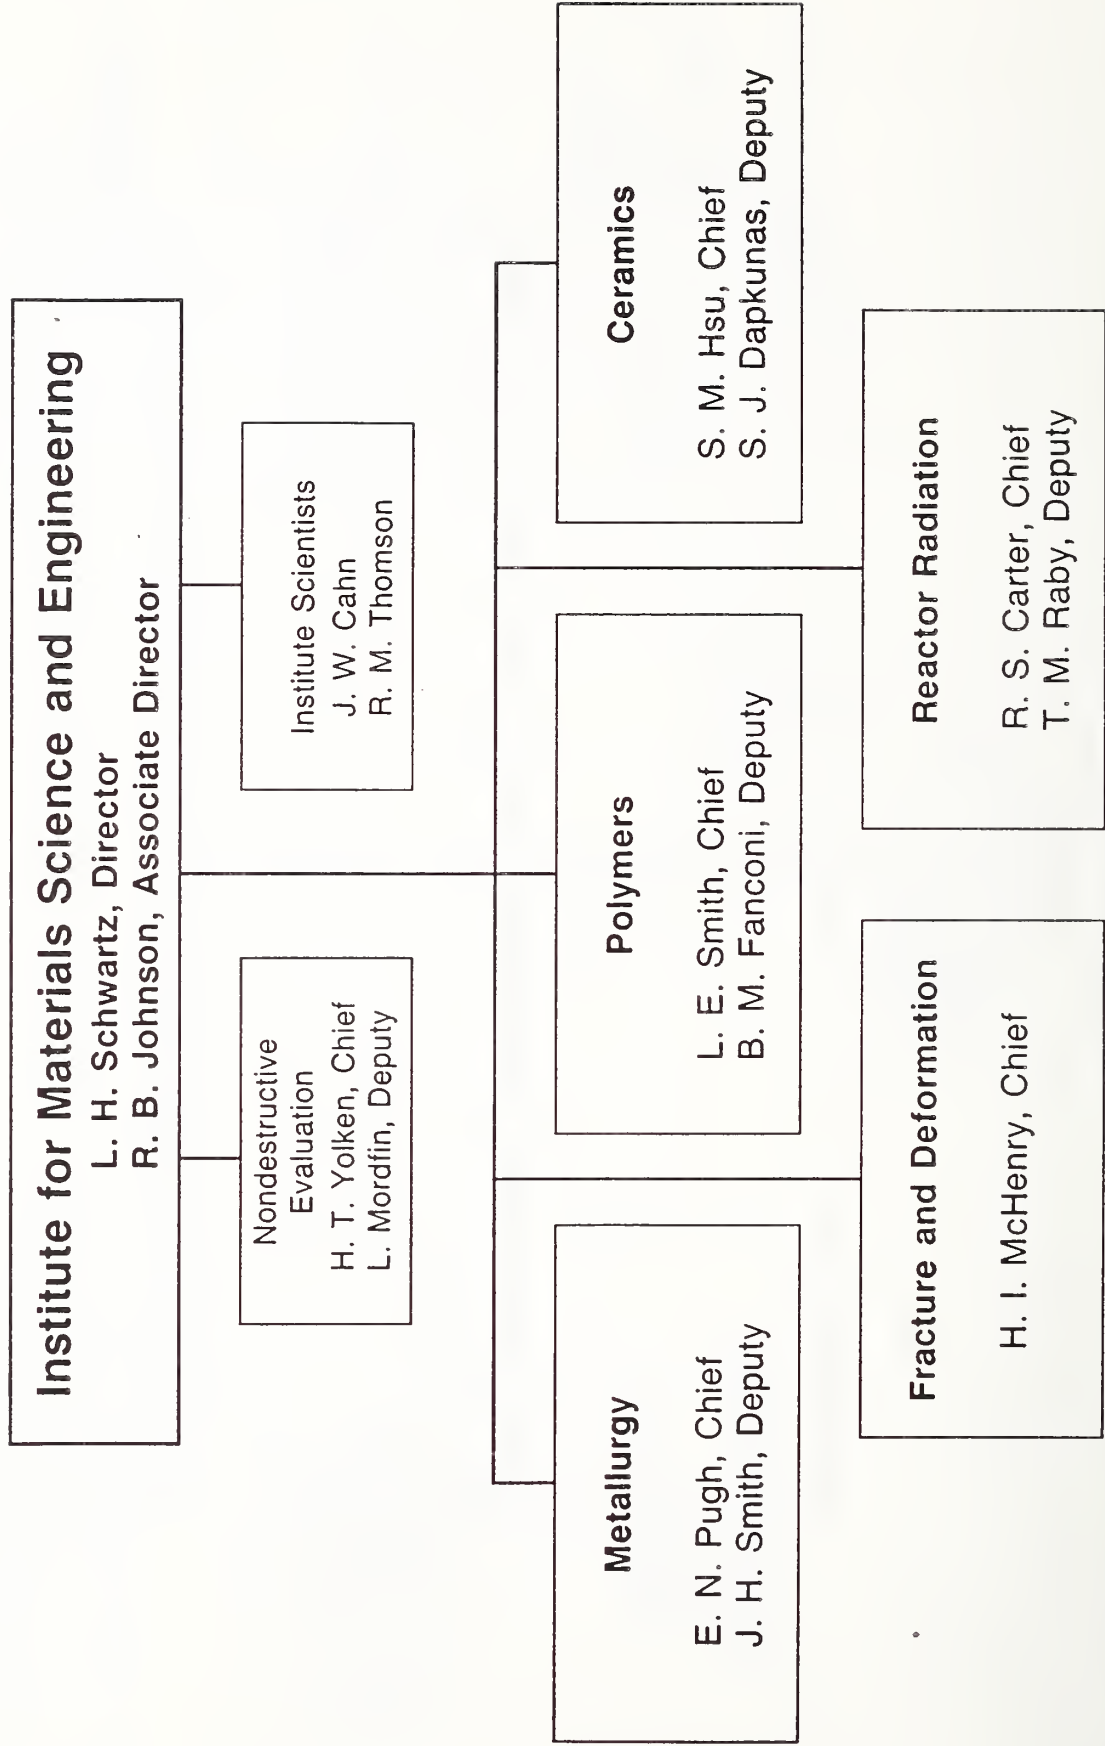 Institute for Materials Science and Engineering
L. H. Schwartz, Director
R. B. Johnson, Associate Director
Nondestructive
Evaluation
H. T. Yolken, Chief
L. Mordfin, Deputy
Institute Scientists
J. W. Cahn
R. M. Thomson
Metallurgy
E. N. Pugh, Chief
J. H. Smith, Deputy
Polymers
L. E. Smith, Chief
B. M. Fanconi, Deputy
Ceramics
S. M. Hsu, Chief
S. J. Dapkunas, Deputy
Fracture and Deformation
H. I. McHenry, Chief
Reactor Radiation
R. S. Carter, Chief
T. M. Raby, Deputy